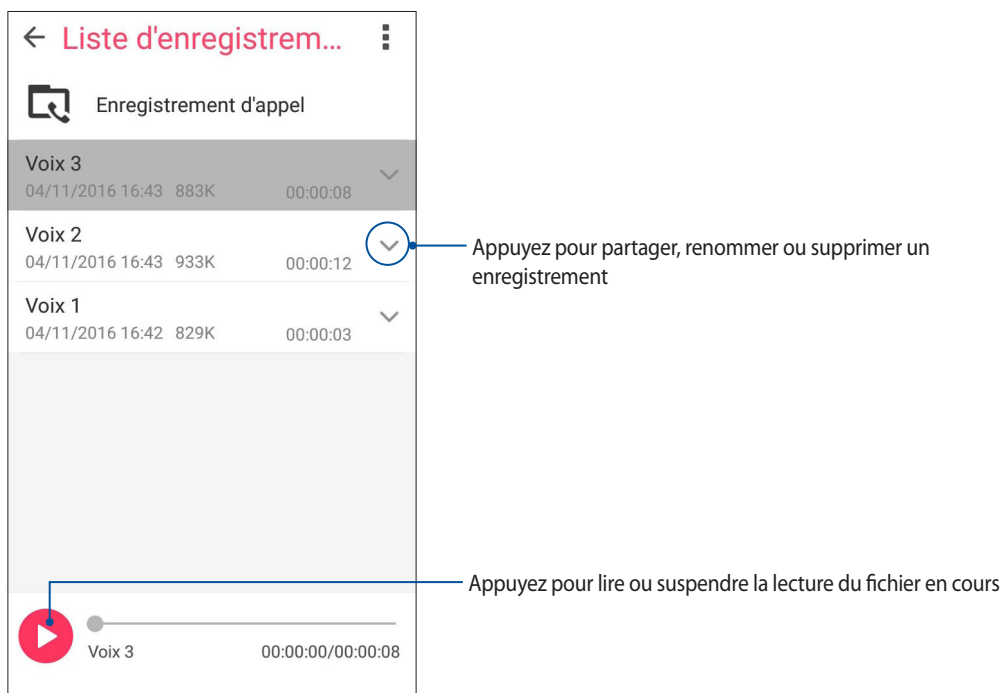 Liste d'enregistrem...
Enregistrement d'appel
Voix 3
04/11/2016 16:43 883K 00:00:08
Voix 2
04/11/2016 16:43 933K 00:00:12
Appuyez pour partager, renommer ou supprimer un
enregistrement
Voix 1
04/11/2016 16:42 829K 00:00:03
Appuyez pour lire ou suspendre la lecture du fichier en cours
Voix 3 00:00:00/00:00:08